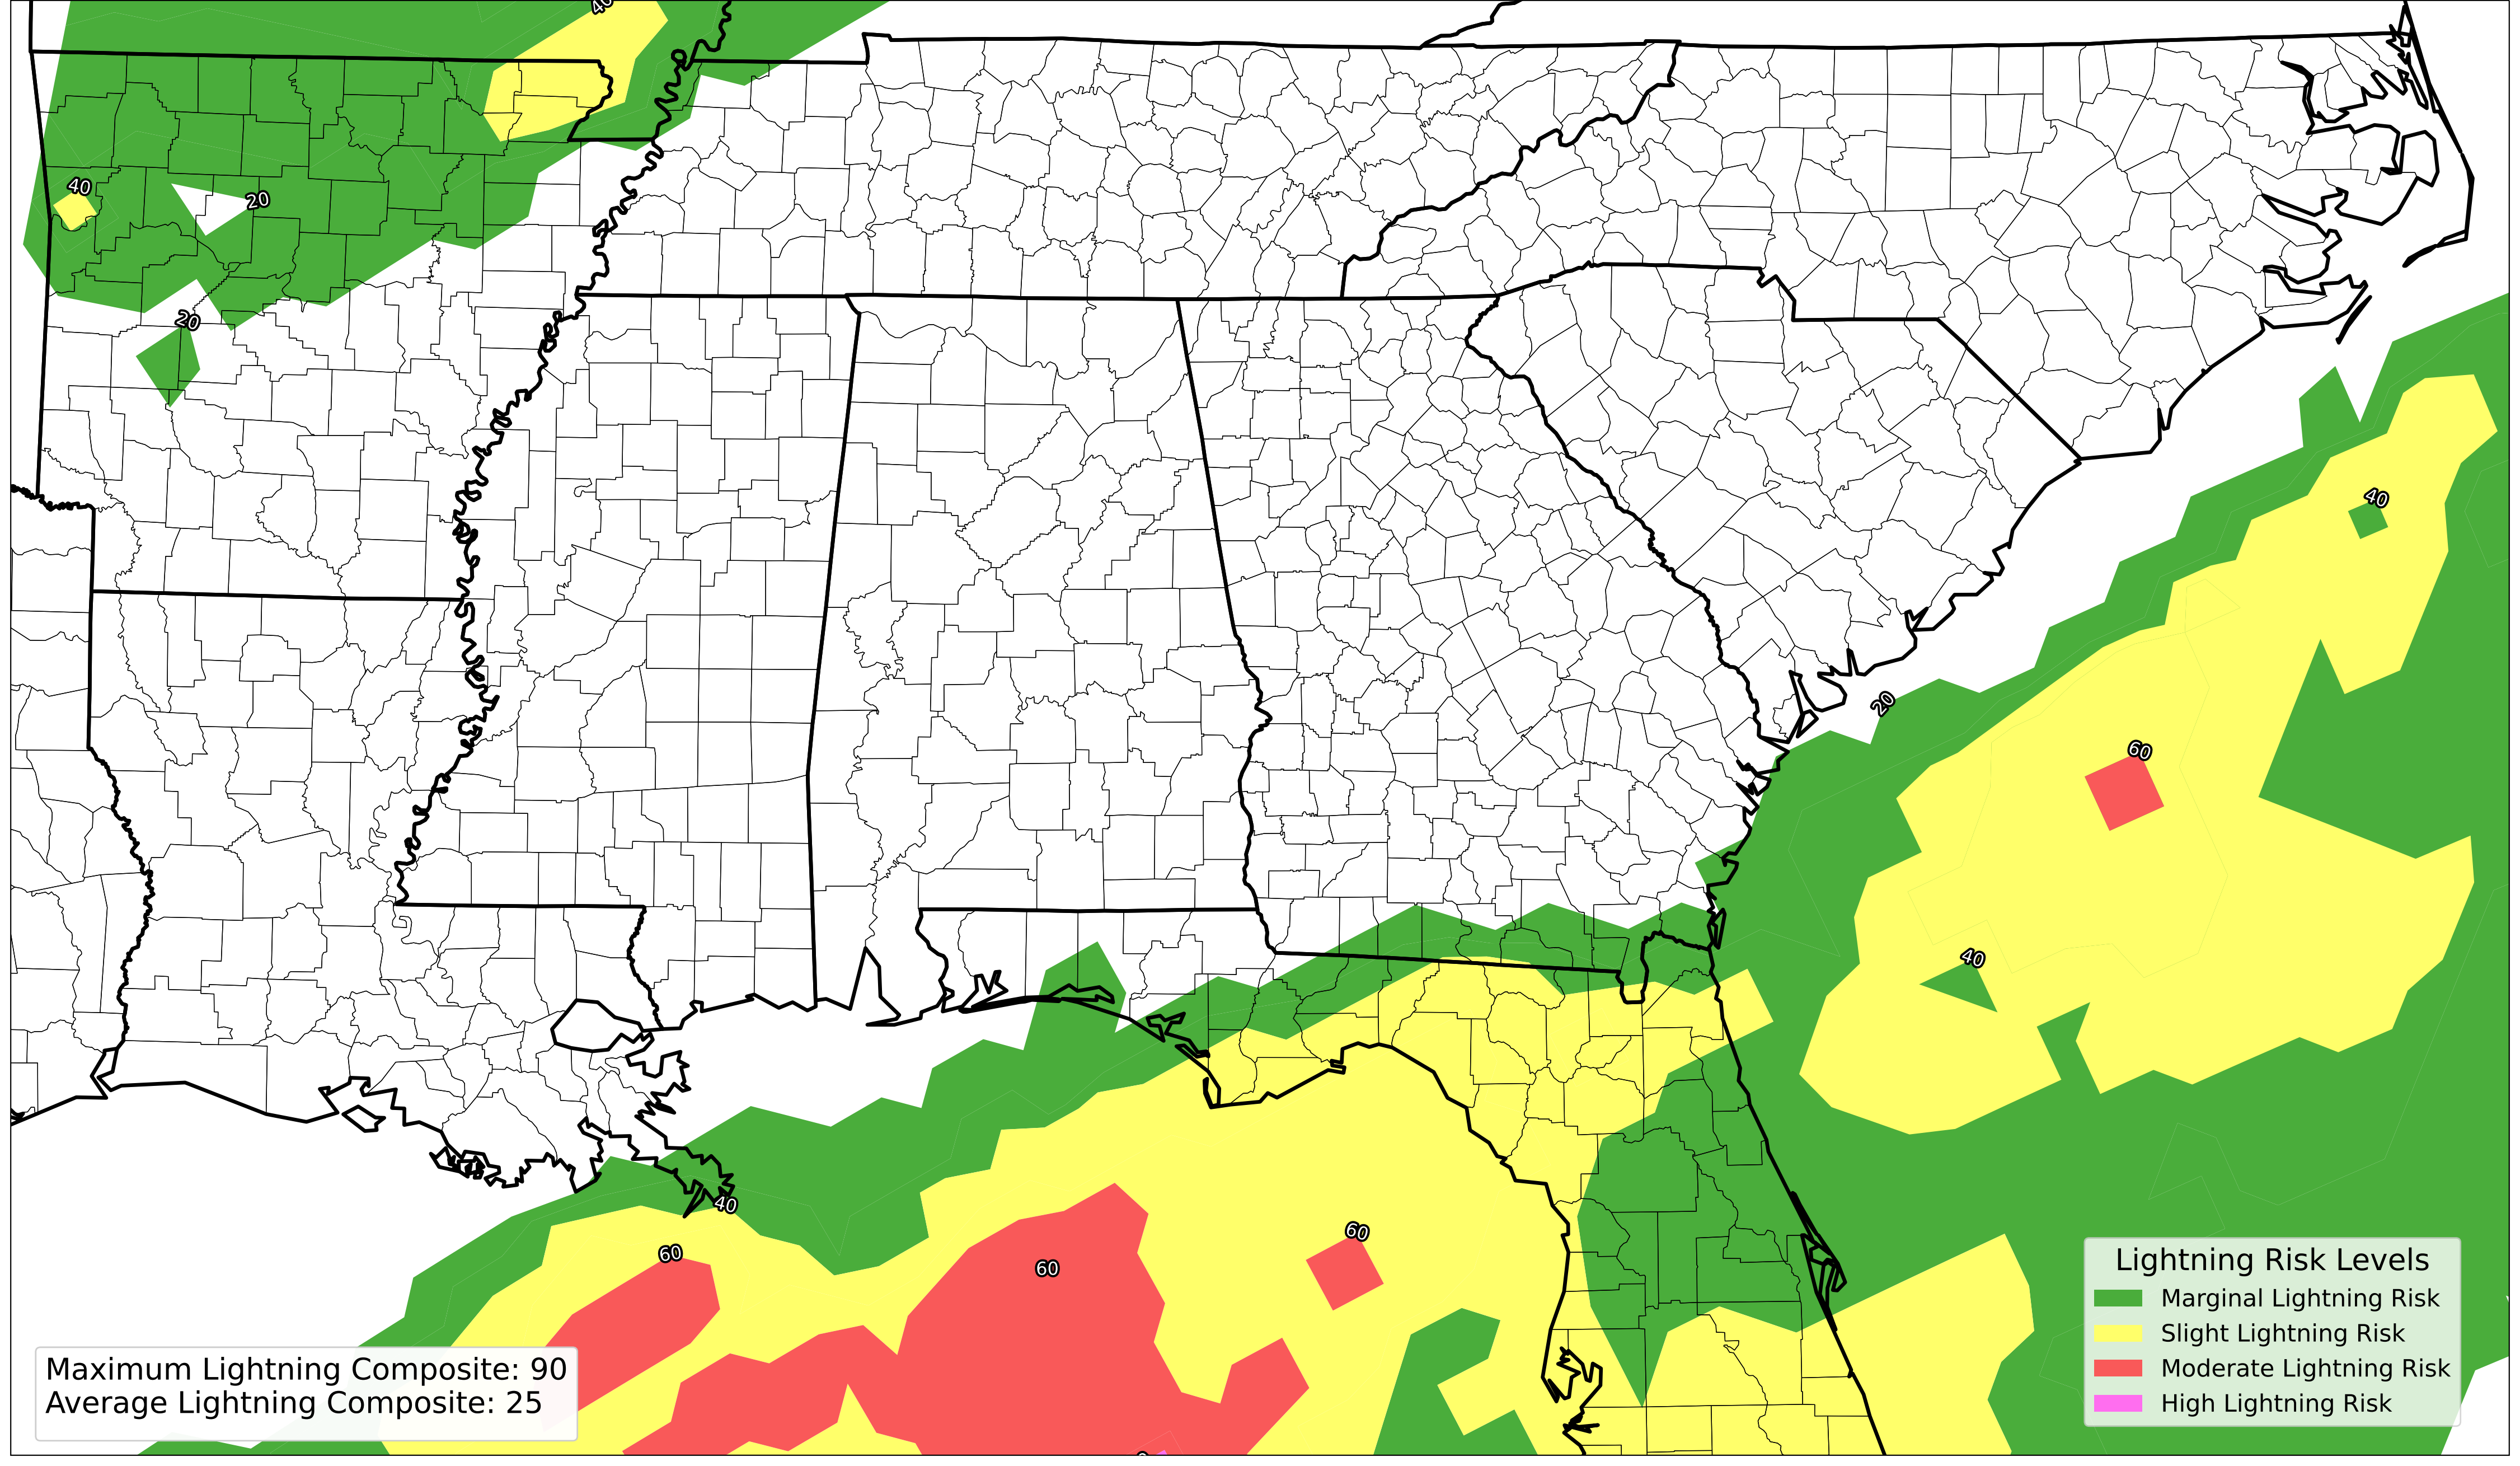 40
40
20
20
40
20
60
40
40
60
60
60
Lightning Risk Levels
Marginal Lightning Risk
Slight Lightning Risk
Moderate Lightning Risk
High Lightning Risk
Maximum Lightning Composite: 90
Average Lightning Composite: 25